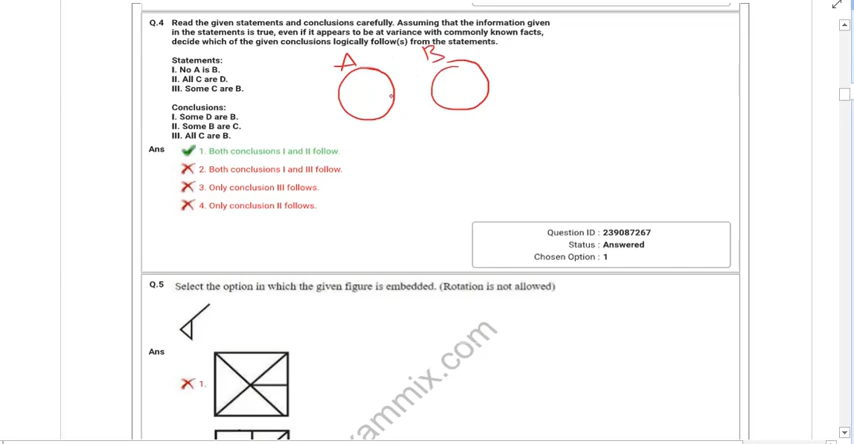 Q.4 Read the given statements and conclusions carefully. Assuming that the information given
in the statements is true, even if it appears to be at variance with commonly known facts,
decide which of the given conclusions logically follow(s) from the statements.
Statements:
I. No A is B.
II. All C are D.
III. Some C are B.
A B
Conclusions:
I. Some D are B.
II. Some B are C.
III. All C are B.
Ans 1. Both conclusions I and II follow.
2. Both conclusions I and III follow.
3. Only conclusion III follows.
4. Only conclusion II follows.
Question ID : 239087267
Status : Answered
Chosen Option : 1
Q.5 Select the option in which the given figure is embedded. (Rotation is not allowed)
Ans
1.
ammix.com